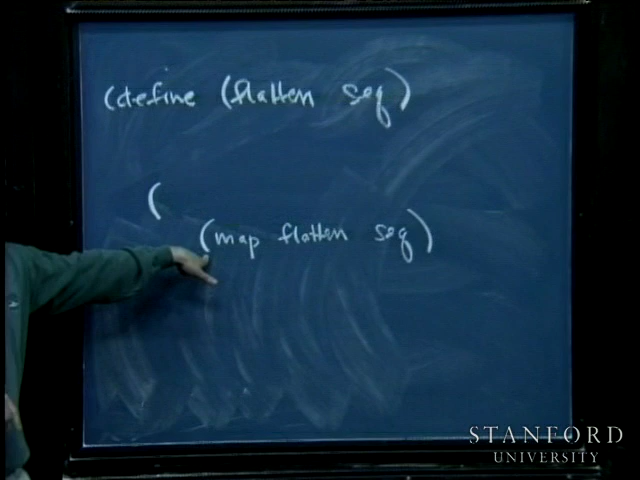 (define (flatten seq)
(
(map flatten seq)
STANFORD
UNIVERSITY